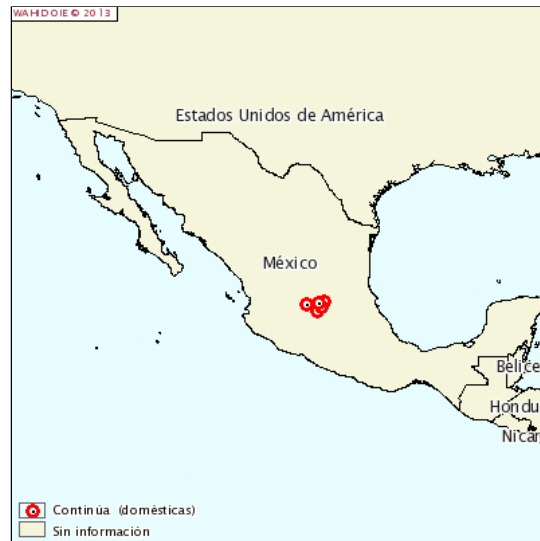 WAHID OIE © 2013
Estados Unidos de América
México
Belice
Hondu
Nicar
Continúa (domésticas)
Sin información